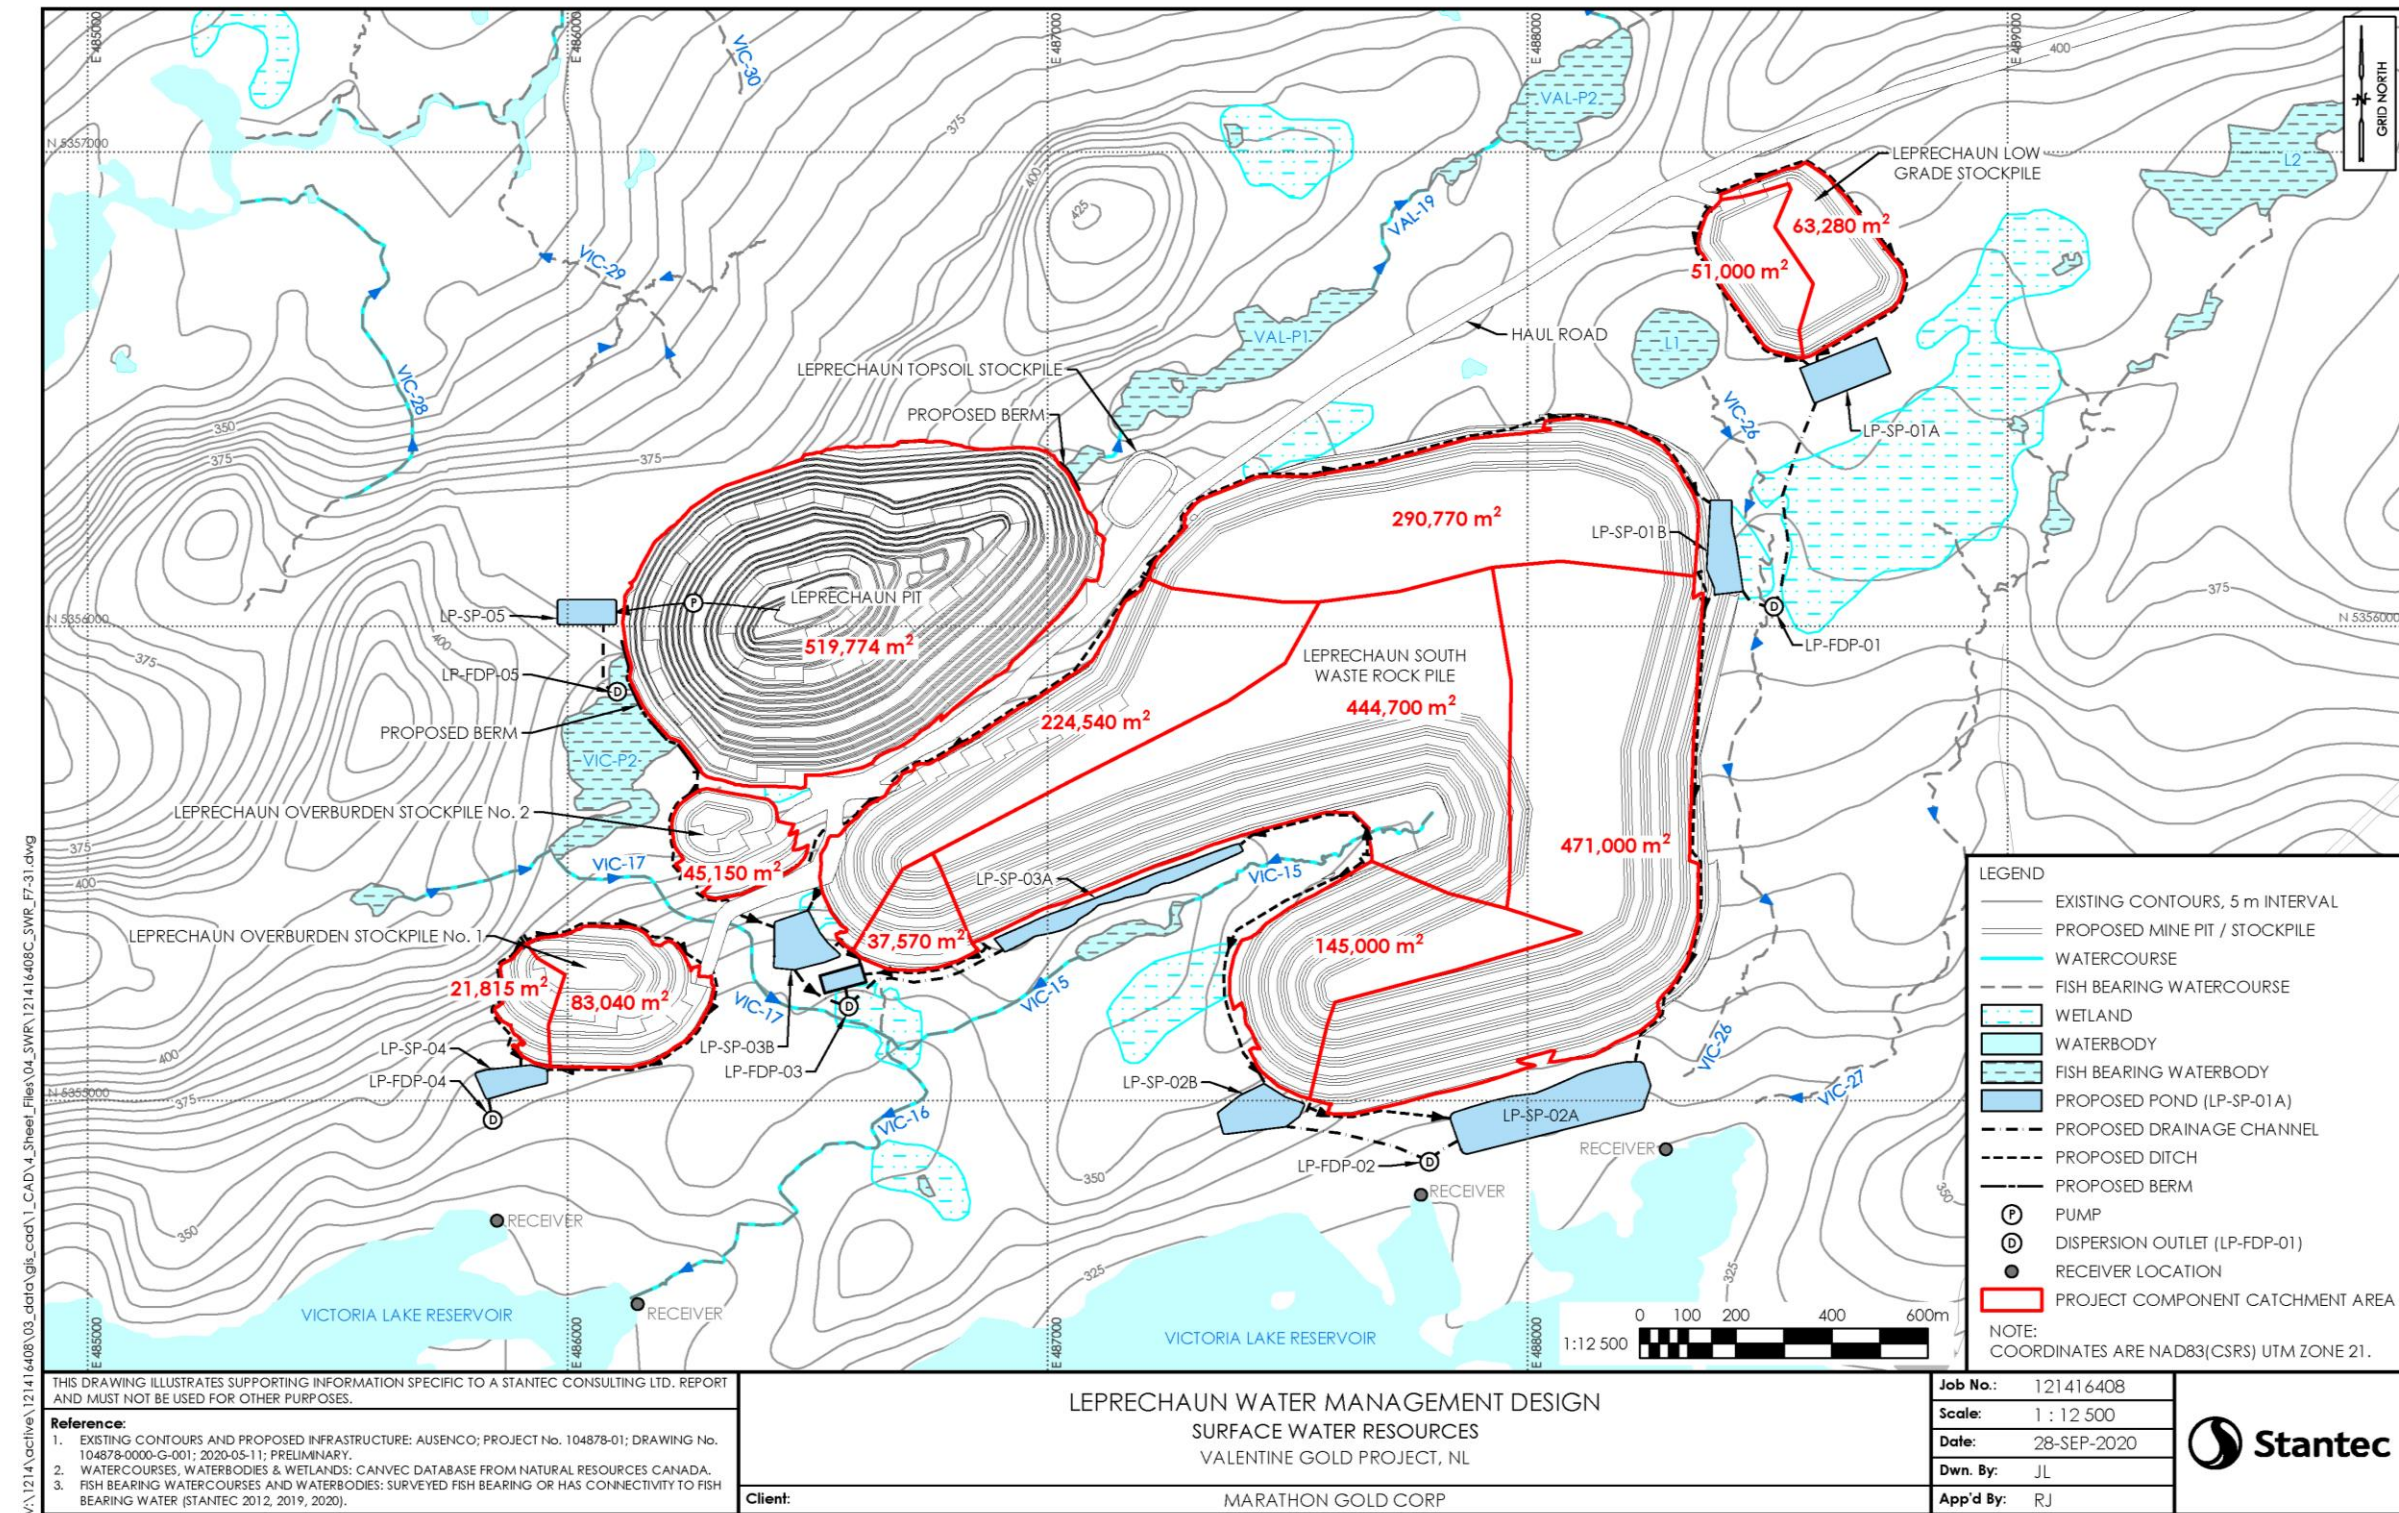 E 485000
E 486000
E 487000
E 488000
E 489000
400
GRID NORTH
N
VIC-30
VAL-P2
375
N 5357000
L2
LEPRECHAUN LOW
GRADE STOCKPILE
400
425
VAL-19
63,280 m²
51,000 m²
VIC-29
VAL-P1
HAUL ROAD
L1
LEPRECHAUN TOPSOIL STOCKPILE
VIC-28
PROPOSED BERM
VIC-26
LP-SP-01A
350
375
375
290,770 m²
LP-SP-01B
LEPRECHAUN PIT
P
LP-SP-05
375
N 5356000
N 5356000
400
D
LP-FDP-01
519,774 m²
LEPRECHAUN SOUTH
WASTE ROCK PILE
375
LP-FDP-05
D
444,700 m²
224,540 m²
PROPOSED BERM
VIC-P2
LEPRECHAUN OVERBURDEN STOCKPILE No. 2
471,000 m²
375
VIC-17
45,150 m²
LP-SP-03A
VIC-15
400
LEPRECHAUN OVERBURDEN STOCKPILE No. 1
37,570 m²
145,000 m²
21,815 m²
83,040 m²
VIC-17
VIC-15
D
LP-SP-04
LP-SP-03B
400
VIC-26
LP-FDP-03
LP-FDP-04
LP-SP-02B
VIC-27
N 5355000
375
D
VIC-16
LP-SP-02A
RECEIVER
LP-FDP-02
D
350
RECEIVER
350
RECEIVER
350
325
325
VICTORIA LAKE RESERVOIR
RECEIVER
VICTORIA LAKE RESERVOIR
E 485000
E 486000
E 487000
E 488000
1:12 500
0 100 200 400 600m
LEGEND
EXISTING CONTOURS, 5 m INTERVAL
PROPOSED MINE PIT / STOCKPILE
WATERCOURSE
FISH BEARING WATERCOURSE
WETLAND
WATERBODY
FISH BEARING WATERBODY
PROPOSED POND (LP-SP-01A)
PROPOSED DRAINAGE CHANNEL
PROPOSED DITCH
PROPOSED BERM
P PUMP
D DISPERSION OUTLET (LP-FDP-01)
RECEIVER LOCATION
PROJECT COMPONENT CATCHMENT AREA
NOTE:
COORDINATES ARE NAD83(CSRS) UTM ZONE 21.
V:\1214\active\121416408\03_data\gis_cad\1_CAD\4_Sheet_Files\04_SWR\121416408C_SWR_F7-31.dwg
THIS DRAWING ILLUSTRATES SUPPORTING INFORMATION SPECIFIC TO A STANTEC CONSULTING LTD. REPORT
AND MUST NOT BE USED FOR OTHER PURPOSES.
Reference:
1. EXISTING CONTOURS AND PROPOSED INFRASTRUCTURE: AUSENCO; PROJECT No. 104878-01; DRAWING No.
104878-0000-G-001; 2020-05-11; PRELIMINARY.
2. WATERCOURSES, WATERBODIES & WETLANDS: CANVEC DATABASE FROM NATURAL RESOURCES CANADA.
3. FISH BEARING WATERCOURSES AND WATERBODIES: SURVEYED FISH BEARING OR HAS CONNECTIVITY TO FISH
BEARING WATER (STANTEC 2012, 2019, 2020).
LEPRECHAUN WATER MANAGEMENT DESIGN
SURFACE WATER RESOURCES
VALENTINE GOLD PROJECT, NL
Client: MARATHON GOLD CORP
Job No.: 121416408
Scale: 1 : 12 500
Date: 28-SEP-2020
Dwn. By: JL
App'd By: RJ
Stantec